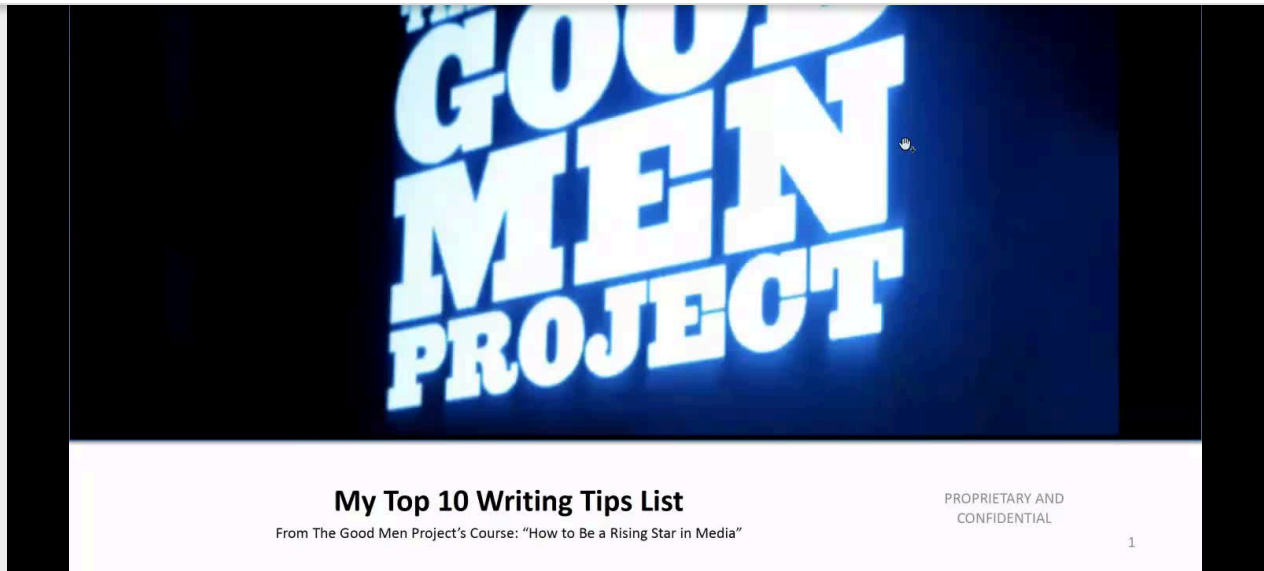 THE
GOOD
MEN
PROJECT
My Top 10 Writing Tips List
From The Good Men Project’s Course: “How to Be a Rising Star in Media”
PROPRIETARY AND
CONFIDENTIAL
1